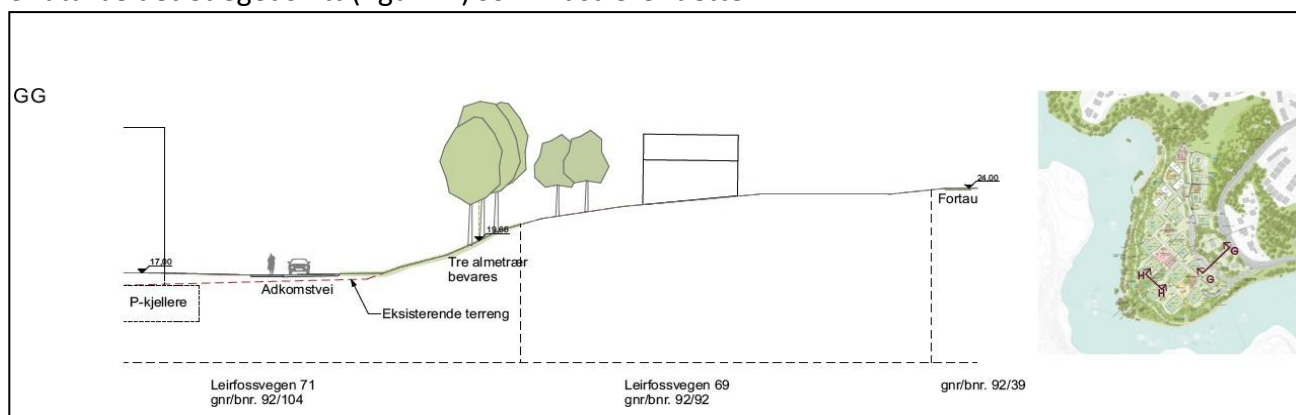 GG
24.00
Fortau
19.66
Tre almetrær
bevares
17.00
P-kjellere
Adkomstvei
Eksisterende terreng
Leirfossvegen 71
gnr/bnr. 92/104
Leirfossvegen 69
gnr/bnr. 92/92
gnr/bnr. 92/39
G
G
H
H